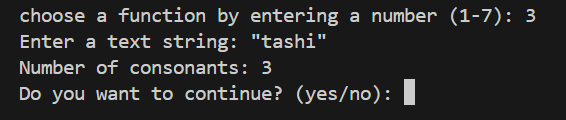 choose a function by entering a number (1-7): 3
Enter a text string: "tashi"
Number of consonants: 3
Do you want to continue? (yes/no):